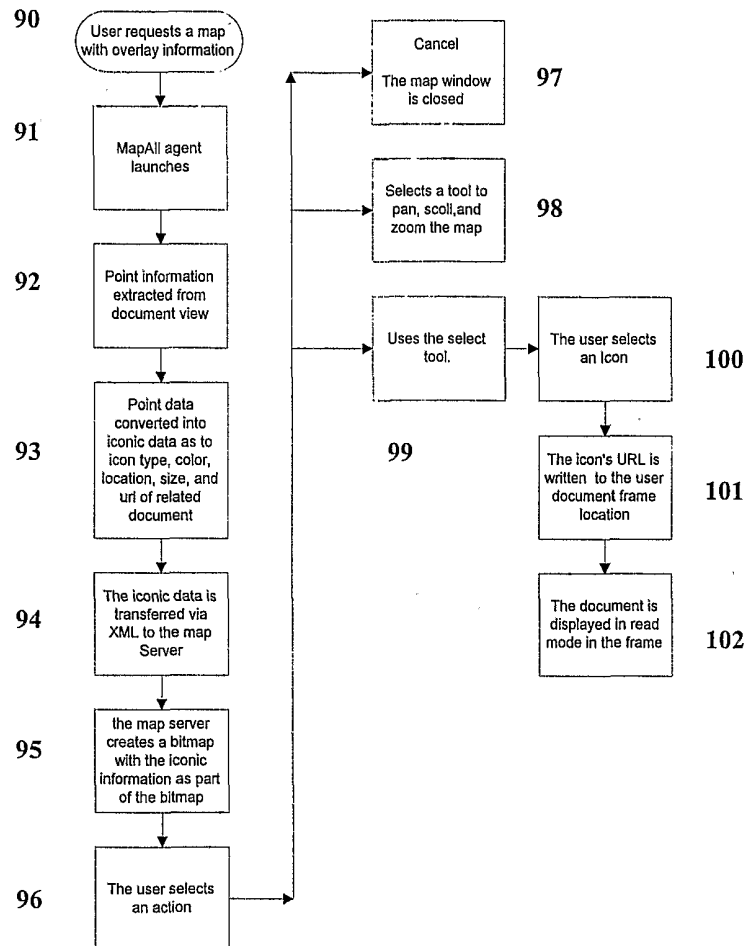 90
User requests a map
with overlay information
91
MapAll agent
launches
92
Point information
extracted from
document view
93
Point data
converted into
iconic data as to
icon type, color,
location, size, and
url of related
document
94
The iconic data is
transferred via
XML to the map
Server
95
the map server
creates a bitmap
with the iconic
information as part
of the bitmap
96
The user selects
an action
Cancel
The map window
is closed
97
Selects a tool to
pan, scoll,and
zoom the map
98
Uses the select
tool.
99
The user selects
an Icon
100
The icon's URL is
written to the user
document frame
location
101
The document is
displayed in read
mode in the frame
102